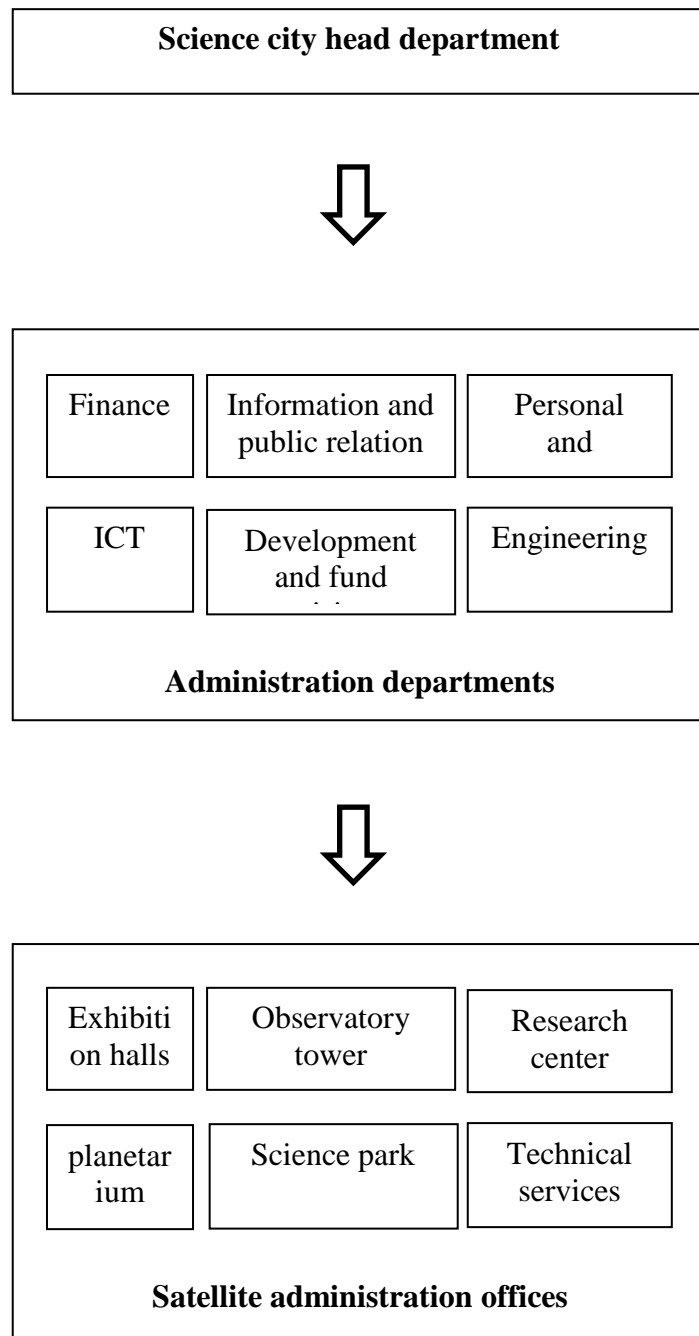 Science city head department
Finance
Information and
public relation
Personal
and
ICT
Development
and fund
Engineering
Administration departments
Exhibiti
on halls
Observatory
tower
Research
center
planetar
ium
Science park
Technical
services
Satellite administration offices